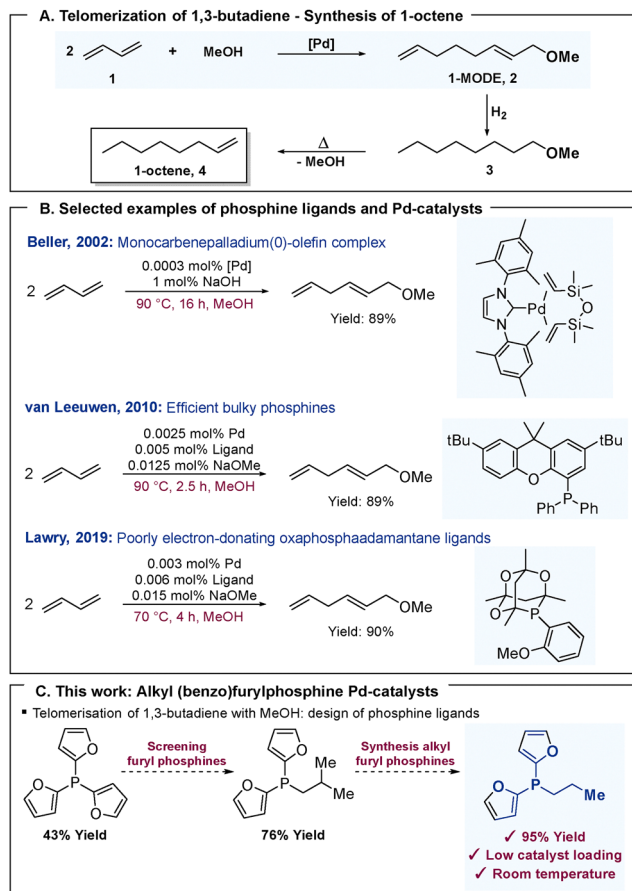 A. Telomerization of 1,3-butadiene - Synthesis of 1-octene
2
1
+
MeOH
[Pd]
OMe
1-MODE, 2
H2
OMe
3
Δ
- MeOH
1-octene, 4
B. Selected examples of phosphine ligands and Pd-catalysts
Beller, 2002: Monocarbenepalladium(0)-olefin complex
2
0.0003 mol% [Pd]
1 mol% NaOH
90 °C, 16 h, MeOH
OMe
Yield: 89%
N
N
Pd
Si
O
Si
van Leeuwen, 2010: Efficient bulky phosphines
2
0.0025 mol% Pd
0.005 mol% Ligand
0.0125 mol% NaOMe
90 °C, 2.5 h, MeOH
OMe
Yield: 89%
tBu
tBu
O
P
Ph
Ph
Lawry, 2019: Poorly electron-donating oxaphosphaadamantane ligands
2
0.003 mol% Pd
0.006 mol% Ligand
0.015 mol% NaOMe
70 °C, 4 h, MeOH
OMe
Yield: 90%
O
O
O
P
MeO
C. This work: Alkyl (benzo)furylphosphine Pd-catalysts
▪ Telomerisation of 1,3-butadiene with MeOH: design of phosphine ligands
O
P
O
O
43% Yield
Screening
furyl phosphines
O
P
O
Me
Me
76% Yield
Synthesis alkyl
furyl phosphines
O
P
O
Me
✓ 95% Yield
✓ Low catalyst loading
✓ Room temperature